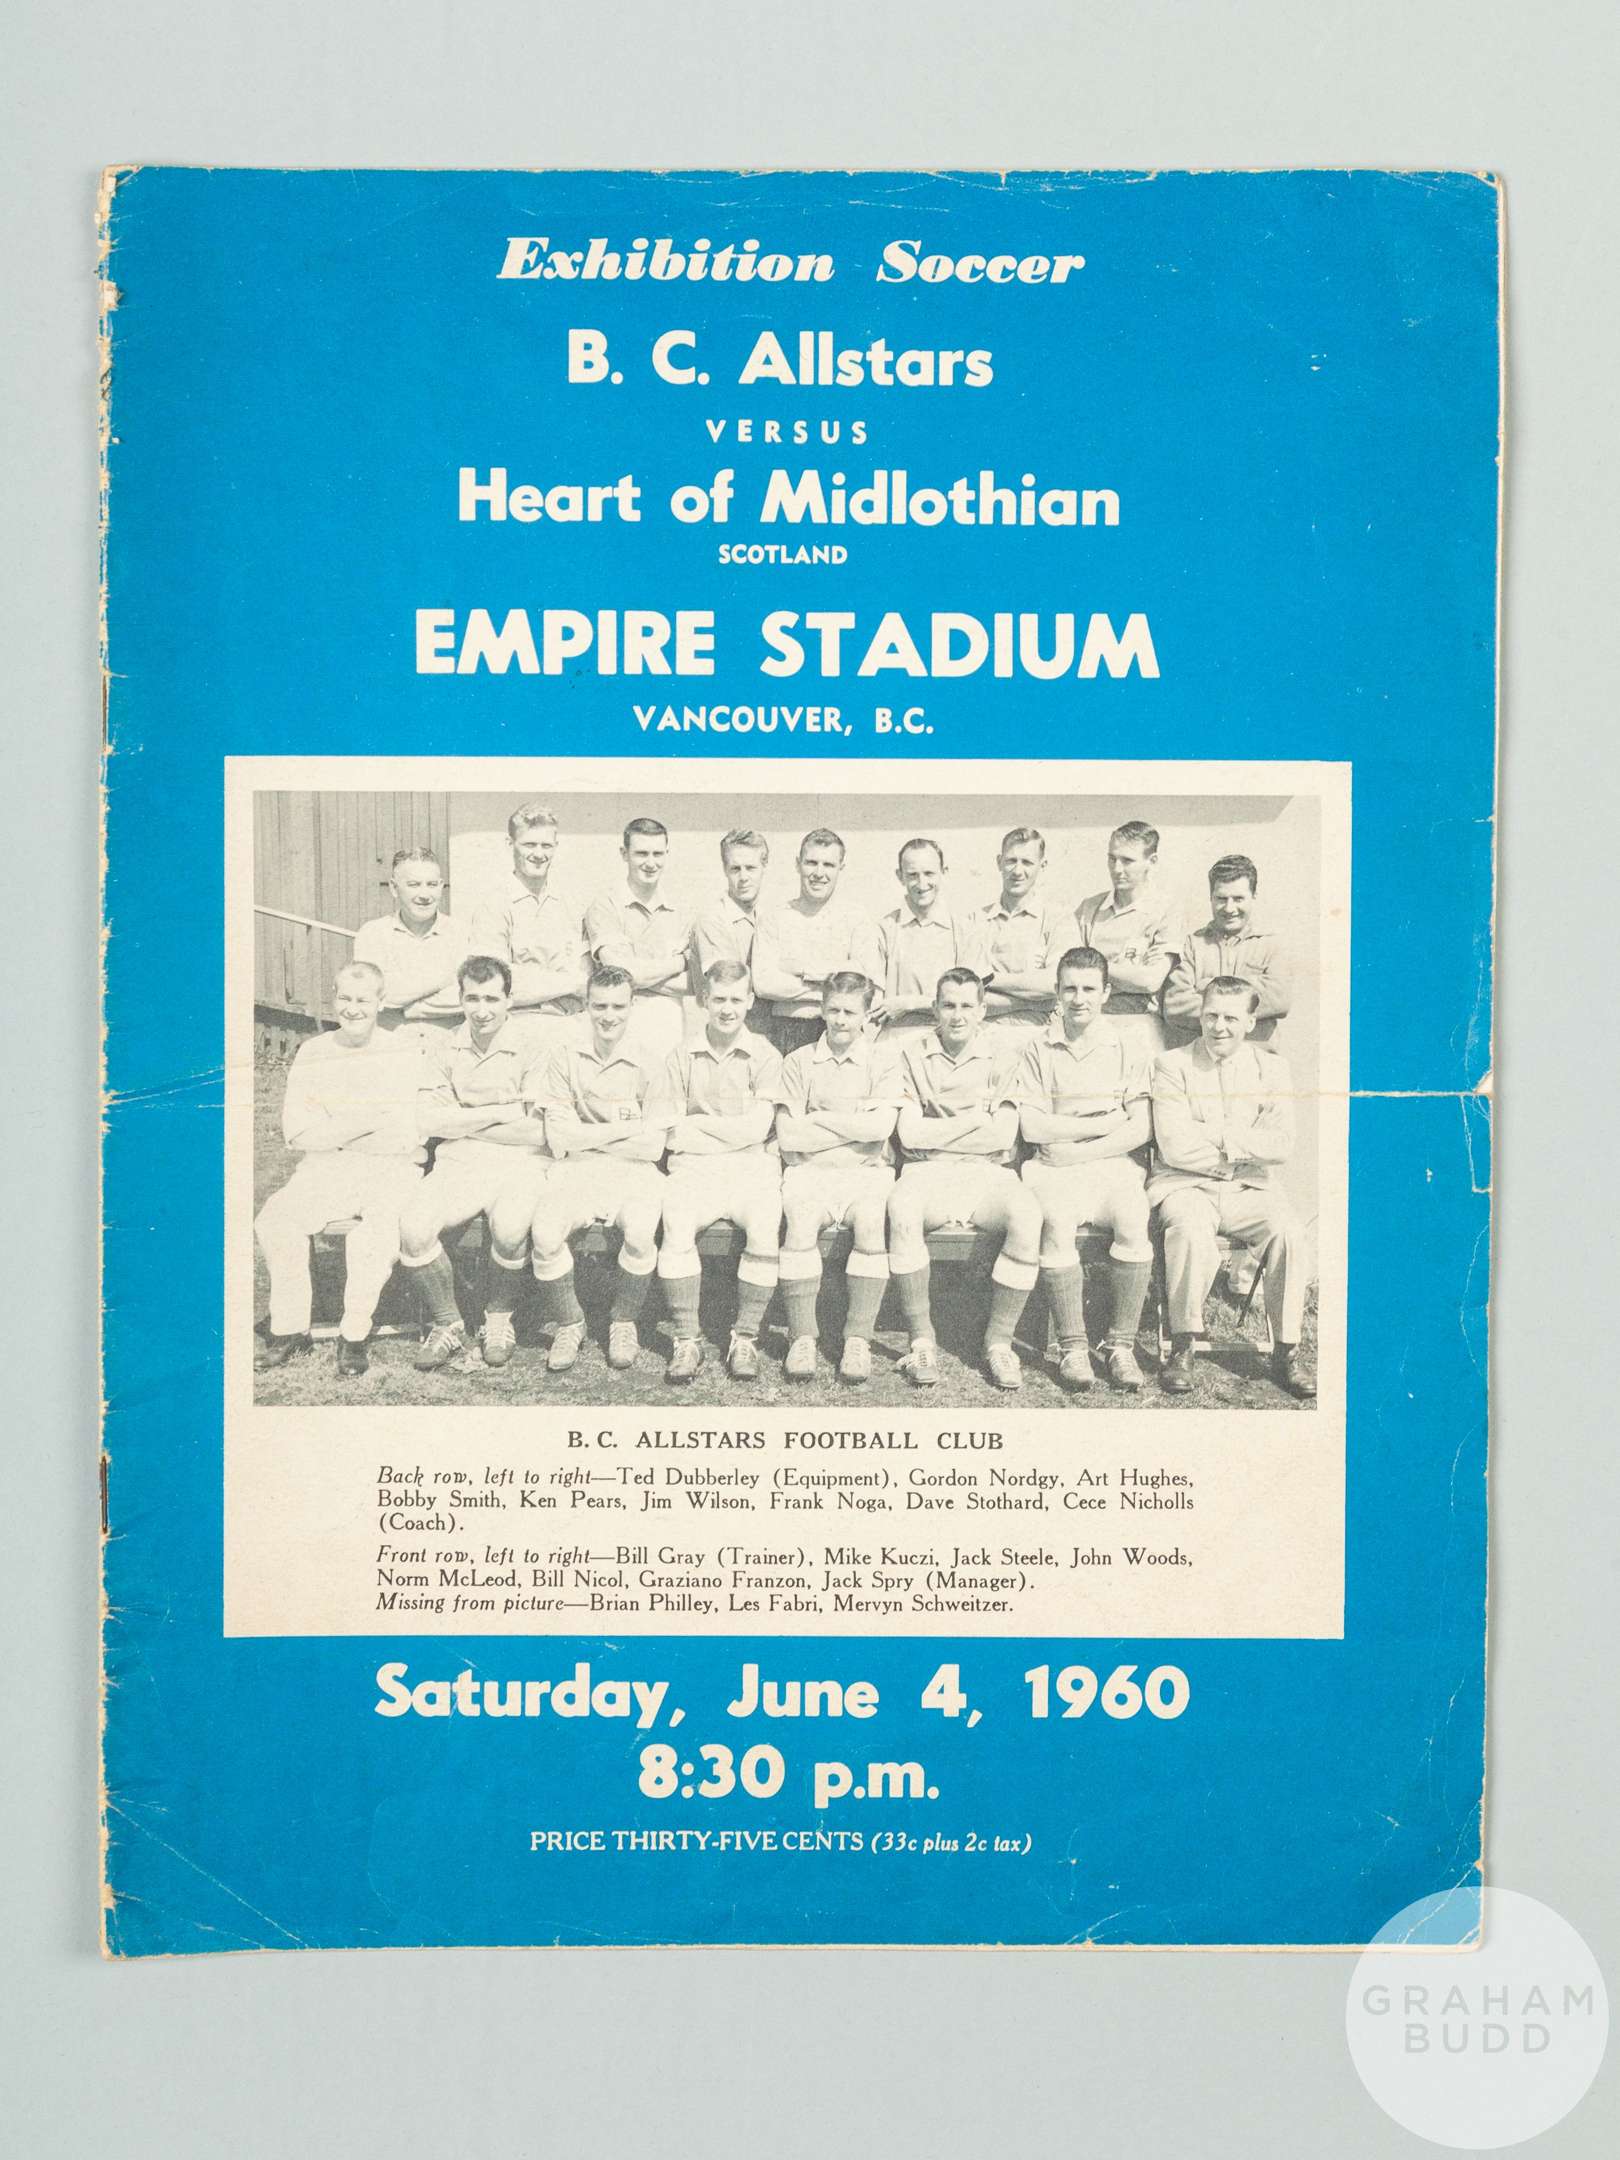 Exhibition Soccer
B. C. Allstars
VERSUS
Heart of Midlothian
SCOTLAND
EMPIRE STADIUM
VANCOUVER, B.C.
B. C. ALLSTARS FOOTBALL CLUB
Back row, left to right—Ted Dubberley (Equipment), Gordon Nordgy, Art Hughes,
Bobby Smith, Ken Pears, Jim Wilson, Frank Noga, Dave Stothard, Cece Nicholls
(Coach).
Front row, left to right—Bill Gray (Trainer), Mike Kuczi, Jack Steele, John Woods,
Norm McLeod, Bill Nicol, Graziano Franzon, Jack Spry (Manager).
Missing from picture—Brian Philley, Les Fabri, Mervyn Schweitzer.
Saturday, June 4, 1960
8:30 p.m.
PRICE THIRTY-FIVE CENTS (33c plus 2c tax)
GRAHAM
BUDD